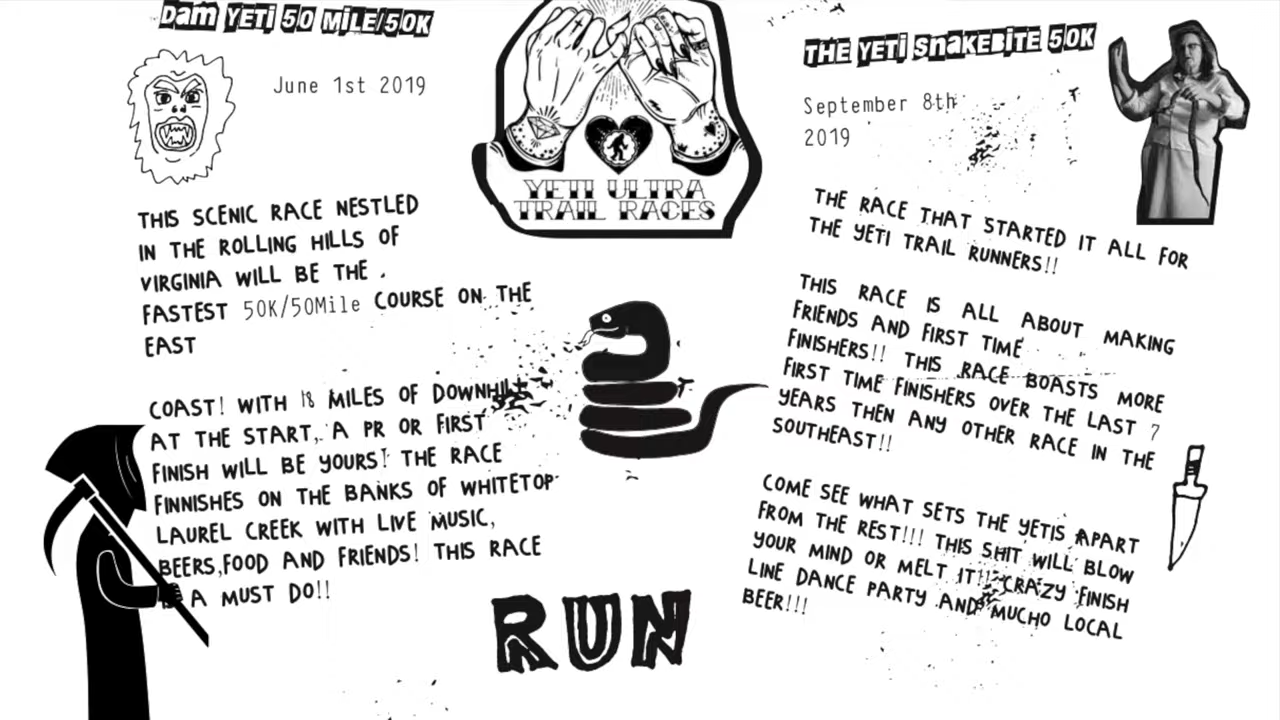 Dam YETi 50 MiLE/50K
June 1st 2019
THIS SCENIC RACE NESTLED
IN THE ROLLING HILLS OF
VIRGINIA WILL BE THE
FASTEST 50K/50Mile COURSE ON THE
EAST
COAST! WITH 18 MILES OF DOWNHILL
AT THE START, A PR OR FIRST
FINISH WILL BE YOURS! THE RACE
FINNISHES ON THE BANKS OF WHITETOP
LAUREL CREEK WITH LIVE MUSIC,
BEERS,FOOD AND FRIENDS! THIS RACE
A MUST DO!!
YETI ULTRA
TRAIL RACES
RUN
THE YETi SnAKEBiTE 50K
September 8th
2019
THE RACE THAT STARTED IT ALL FOR
THE YETI TRAIL RUNNERS!!
THIS RACE IS ALL ABOUT MAKING
FRIENDS AND FIRST TIME
FINISHERS!! THIS RACE BOASTS MORE
FIRST TIME FINISHERS OVER THE LAST 7
YEARS THEN ANY OTHER RACE IN THE
SOUTHEAST!!
COME SEE WHAT SETS THE YETIS APART
FROM THE REST!!! THIS SHIT WILL BLOW
YOUR MIND OR MELT IT!!! CRAZY FINISH
LINE DANCE PARTY AND MUCHO LOCAL
BEER!!!